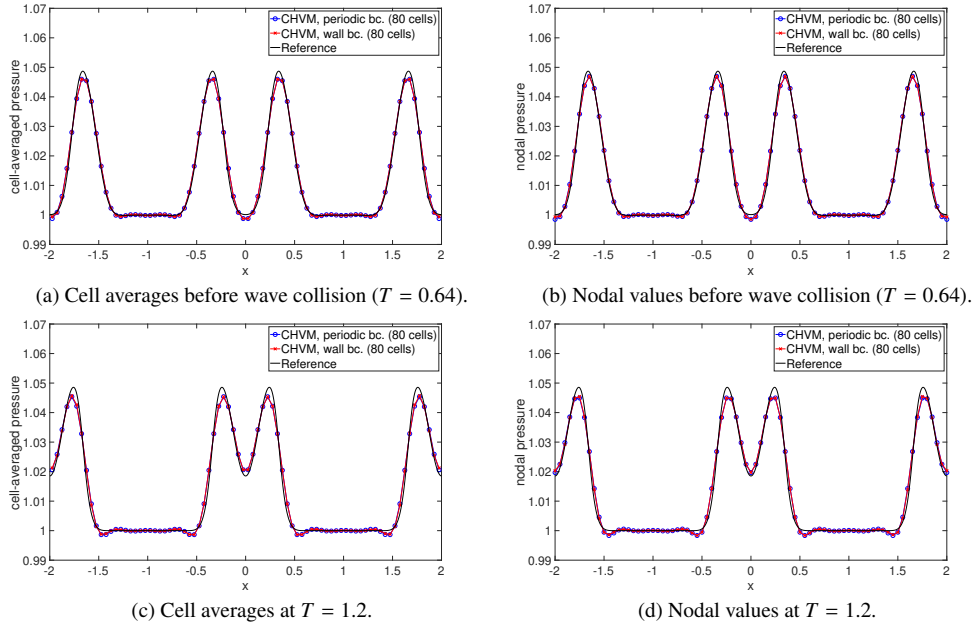 1.07
1.06
1.05
1.04
1.03
1.02
1.01
1
0.99
cell-averaged pressure
CHVM, periodic bc. (80 cells)
CHVM, wall bc. (80 cells)
Reference
-2 -1.5 -1 -0.5 0 0.5 1 1.5 2
x
(a) Cell averages before wave collision (T = 0.64).
1.07
1.06
1.05
1.04
1.03
1.02
1.01
1
0.99
nodal pressure
CHVM, periodic bc. (80 cells)
CHVM, wall bc. (80 cells)
Reference
-2 -1.5 -1 -0.5 0 0.5 1 1.5 2
x
(b) Nodal values before wave collision (T = 0.64).
1.07
1.06
1.05
1.04
1.03
1.02
1.01
1
0.99
cell-averaged pressure
CHVM, periodic bc. (80 cells)
CHVM, wall bc. (80 cells)
Reference
-2 -1.5 -1 -0.5 0 0.5 1 1.5 2
x
(c) Cell averages at T = 1.2.
1.07
1.06
1.05
1.04
1.03
1.02
1.01
1
0.99
nodal pressure
CHVM, periodic bc. (80 cells)
CHVM, wall bc. (80 cells)
Reference
-2 -1.5 -1 -0.5 0 0.5 1 1.5 2
x
(d) Nodal values at T = 1.2.